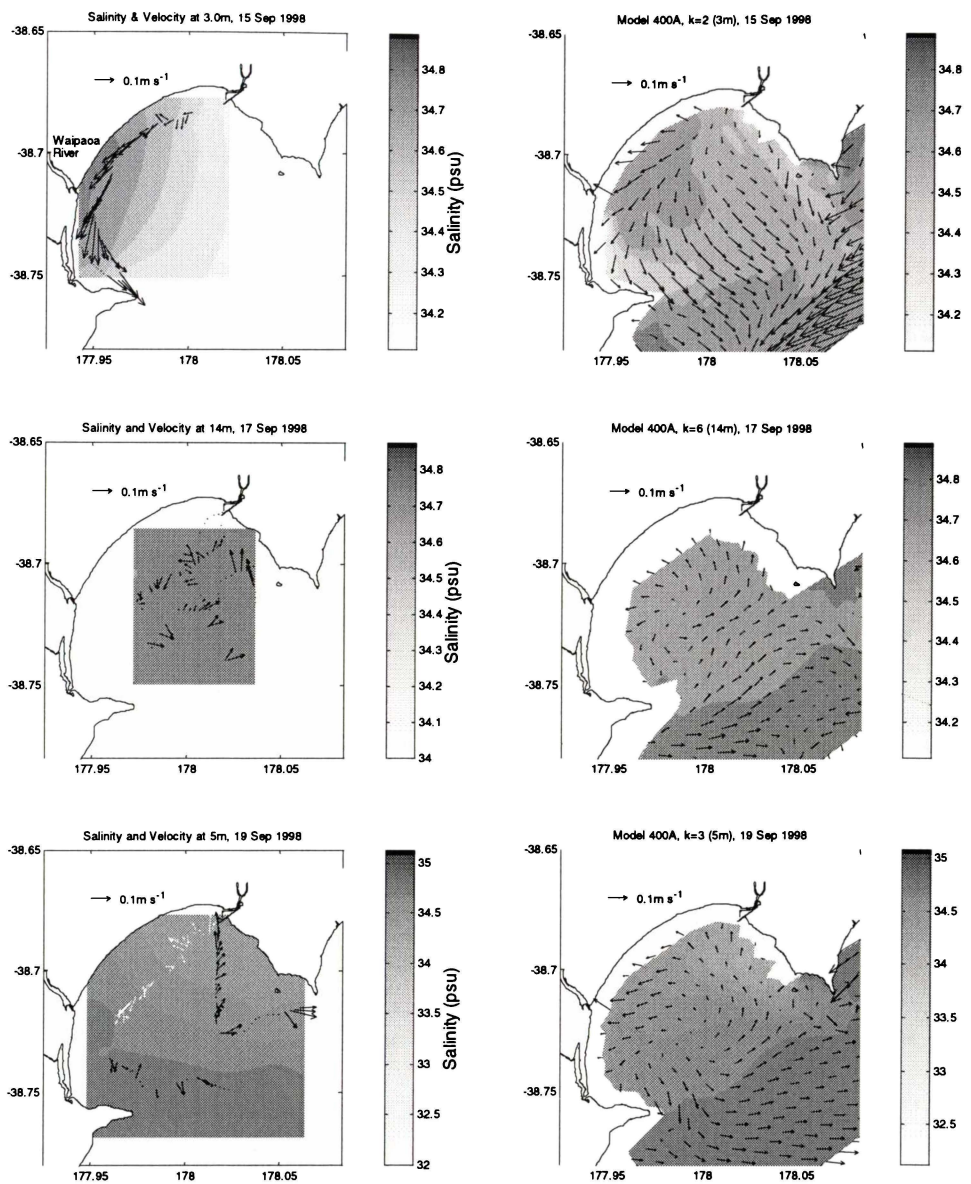 Salinity & Velocity at 3.0m, 15 Sep 1998
-38.65
0.1m s⁻¹
Waipaoa
River
-38.7
-38.75
177.95 178 178.05
34.8
34.7
34.6
34.5
34.4
34.3
34.2
Salinity (psu)
Model 400A, k=2 (3m), 15 Sep 1998
-38.65
0.1m s⁻¹
-38.7
-38.75
177.95 178 178.05
34.8
34.7
34.6
34.5
34.4
34.3
34.2
Salinity and Velocity at 14m, 17 Sep 1998
-38.65
0.1m s⁻¹
-38.7
-38.75
177.95 178 178.05
34.8
34.7
34.6
34.5
34.4
34.3
34.2
34.1
34
Salinity (psu)
Model 400A, k=6 (14m), 17 Sep 1998
-38.65
0.1m s⁻¹
-38.7
-38.75
177.95 178 178.05
34.8
34.7
34.6
34.5
34.4
34.3
34.2
Salinity and Velocity at 5m, 19 Sep 1998
-38.65
0.1m s⁻¹
-38.7
-38.75
177.95 178 178.05
35
34.5
34
33.5
33
32.5
32
Salinity (psu)
Model 400A, k=3 (5m), 19 Sep 1998
-38.65
0.1m s⁻¹
-38.7
-38.75
177.95 178 178.05
35
34.5
34
33.5
33
32.5